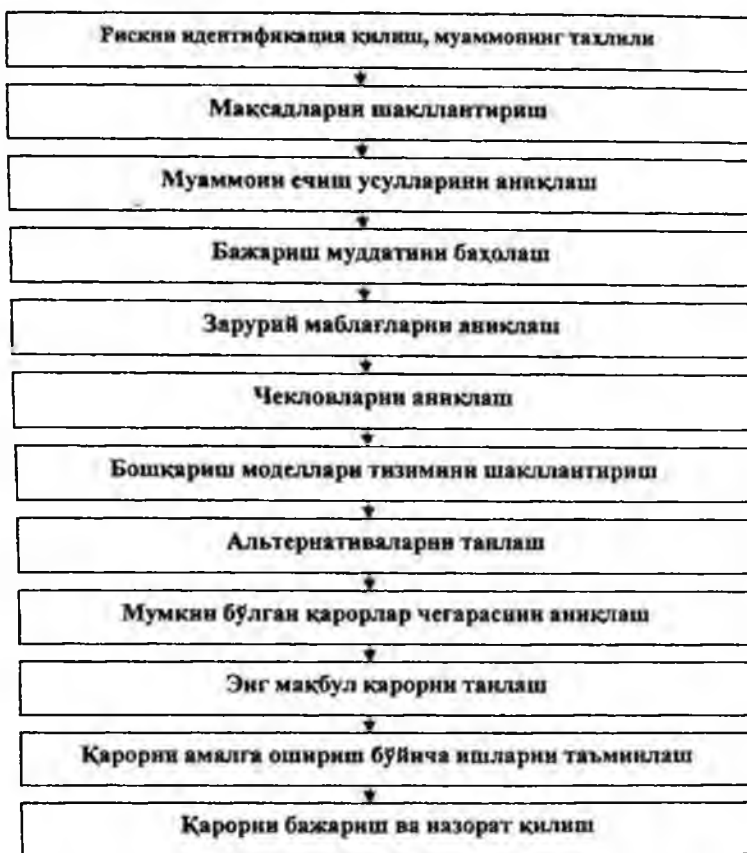 Рискни идентификация қилиш, муаммонинг таҳлили
Мақсадларни шакллантириш
Муаммони ечиш усулларини аниқлаш
Бажариш муддатини баҳолаш
Зарурий маблағларни аниқлаш
Чекловларни аниқлаш
Бошқариш моделлари тизимини шакллантириш
Альтернативаларни танлаш
Мумкин бўлган қарорлар чегарасини аниқлаш
Энг мақбул қарорни танлаш
Қарорни амалга ошириш бўйича ишларни таъминлаш
Қарорни бажариш ва назорат қилиш